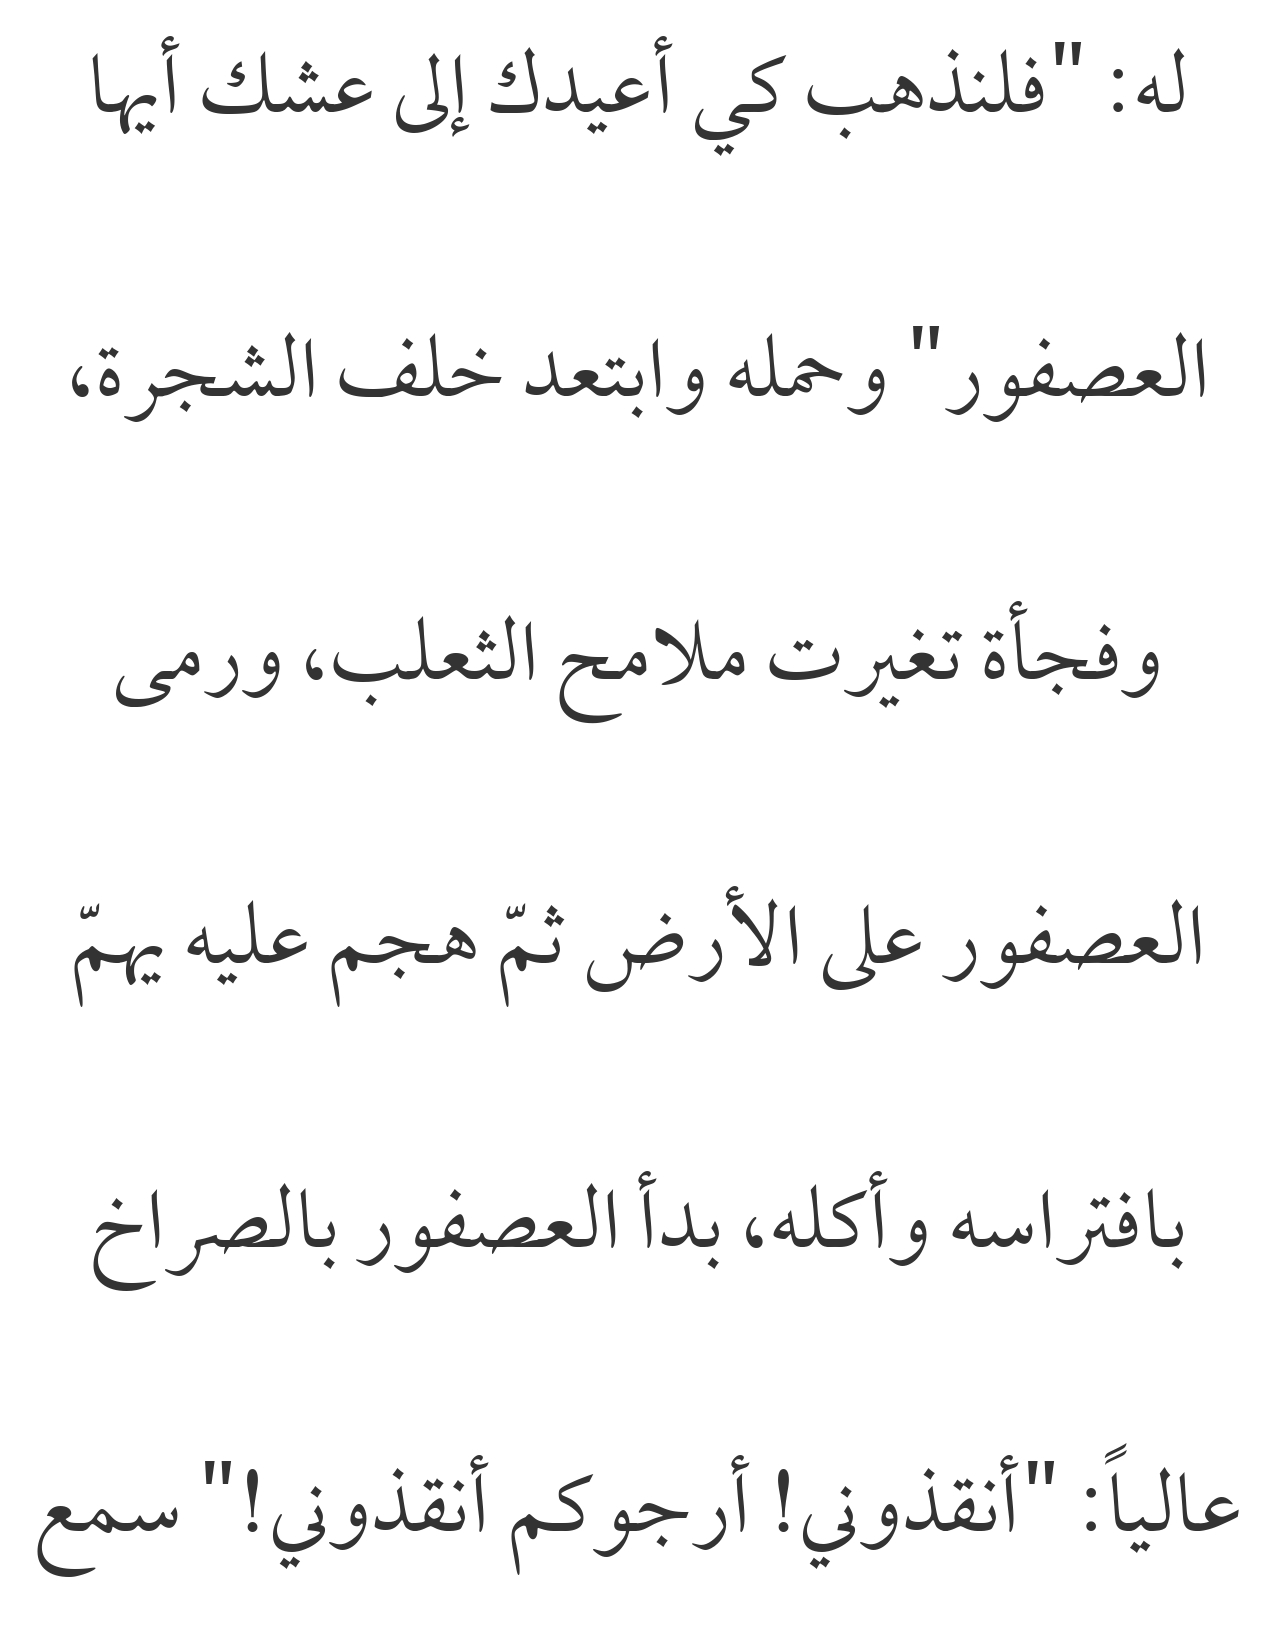 له: "فلنذهب كي أعيدك إلى عشك أيها
العصفور" وحمله وابتعد خلف الشجرة،
وفجأة تغيرت ملامح الثعلب، ورمى
العصفور على الأرض ثمّ هجم عليه يهمّ
بافتراسه وأكله، بدأ العصفور بالصراخ
عالياً: "أنقذوني! أرجوكم أنقذوني!" سمع